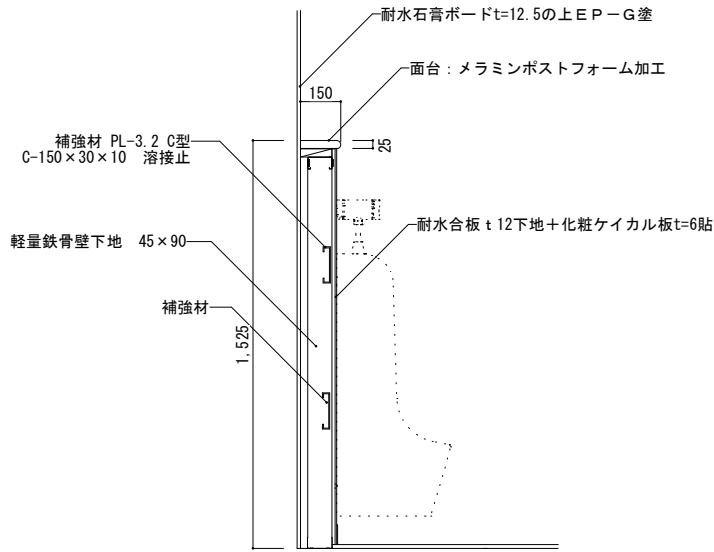 耐水石膏ボードt=12.5の上ＥＰ－Ｇ塗
面台：メラミンポストフォーム加工
150
25
補強材 PL-3.2 C型
C-150×30×10　溶接止
耐水合板ｔ12下地＋化粧ケイカル板t=6貼
軽量鉄骨壁下地　45×90
補強材
1,525